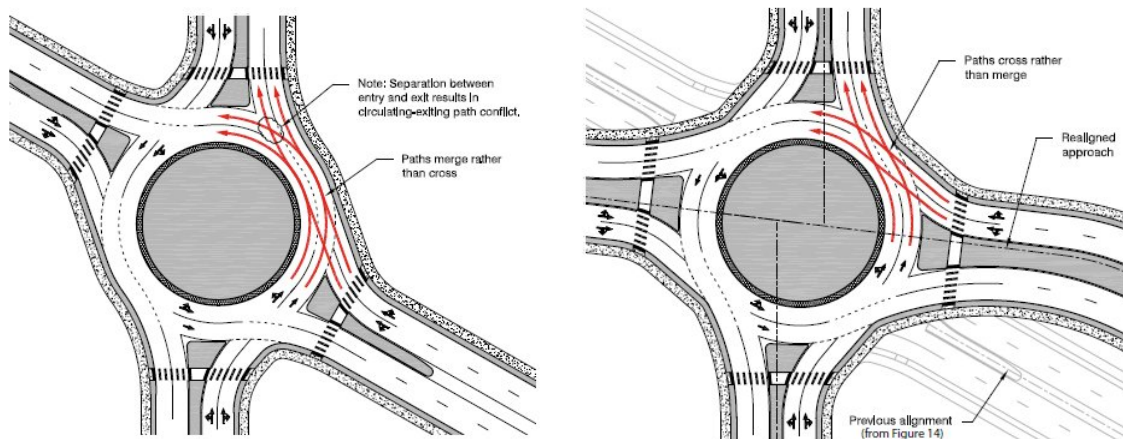 Note: Separation between
entry and exit results in
circulating-exiting path conflict.
Paths merge rather
than cross
Paths cross rather
than merge
Realigned
approach
Previous alignment
(from Figure 14)